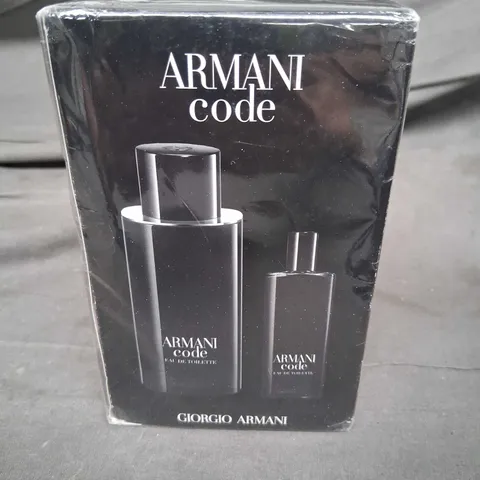 ARMANI
code
ARMANI
code
EAU DE TOILETTE
ARMANI
code
EAU DE TOILETTE
GIORGIO ARMANI